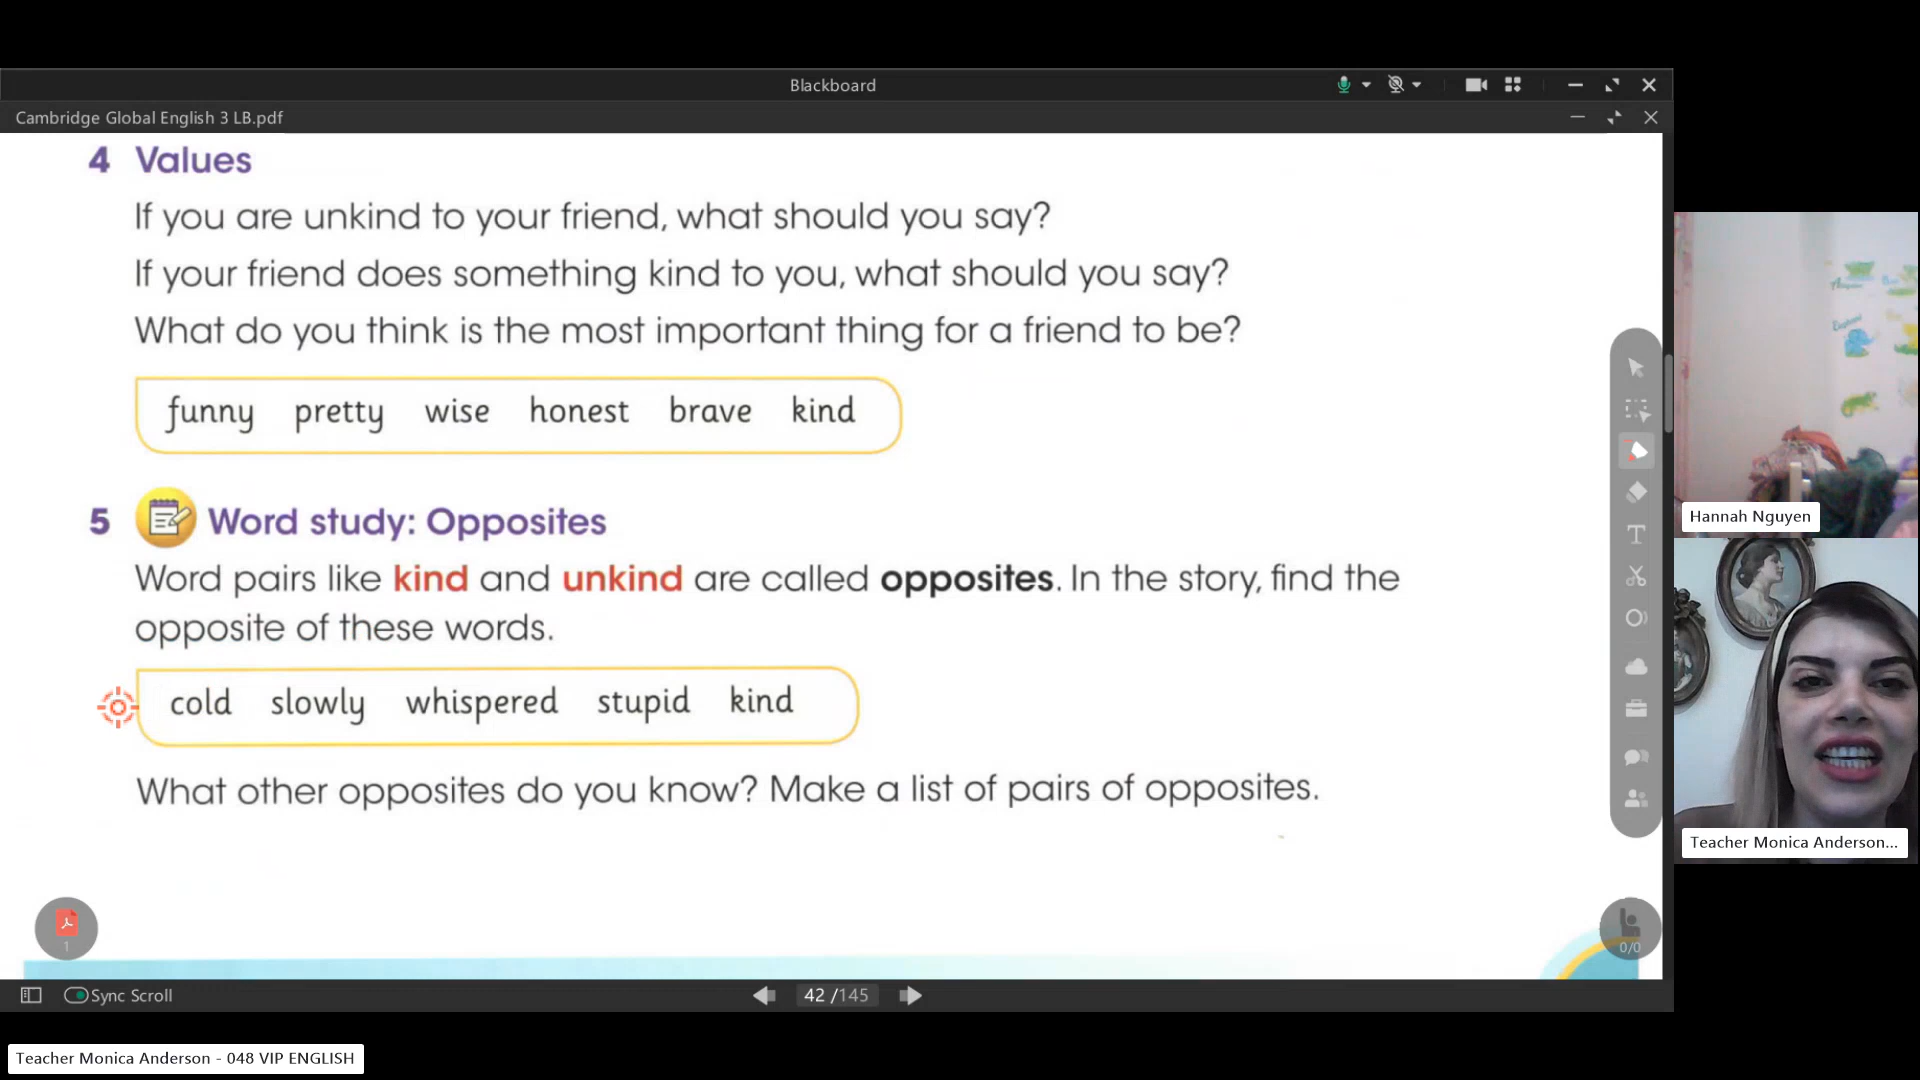 Blackboard
Cambridge Global English 3 LB.pdf
4 Values
If you are unkind to your friend, what should you say?
If your friend does something kind to you, what should you say?
What do you think is the most important thing for a friend to be?
funny pretty wise honest brave kind
5 Word study: Opposites
Word pairs like kind and unkind are called opposites. In the story, find the
opposite of these words.
cold slowly whispered stupid kind
What other opposites do you know? Make a list of pairs of opposites.
1
0/0
Sync Scroll
42 /145
Hannah Nguyen
Teacher Monica Anderson...
Teacher Monica Anderson - 048 VIP ENGLISH